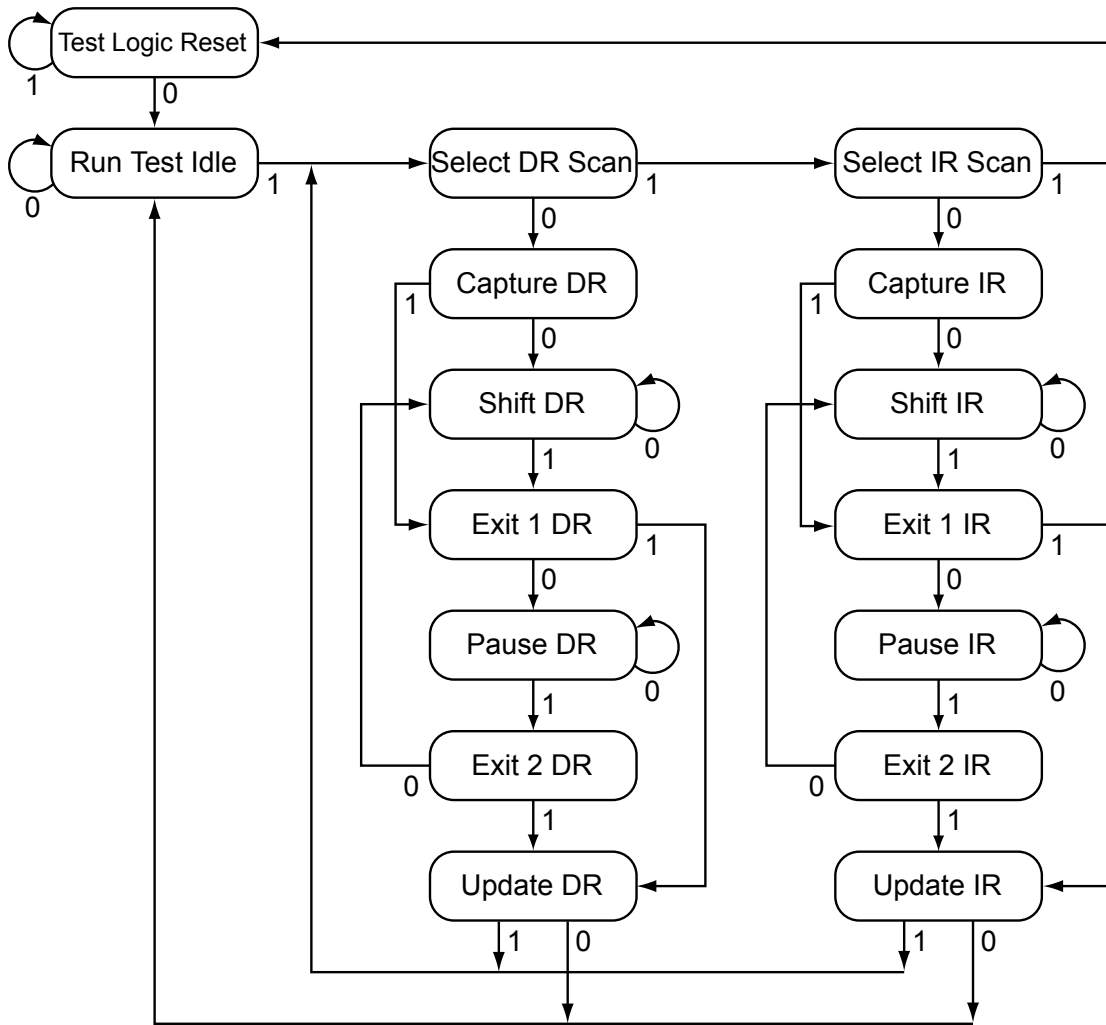 Test Logic Reset
1
0
Run Test Idle
0
1
Select DR Scan
1
0
Select IR Scan
1
0
Capture DR
1
0
Capture IR
1
0
Shift DR
0
1
Shift IR
0
1
Exit 1 DR
1
0
Exit 1 IR
1
0
Pause DR
0
1
Pause IR
0
1
Exit 2 DR
0
1
Exit 2 IR
0
1
Update DR
1
0
Update IR
1
0